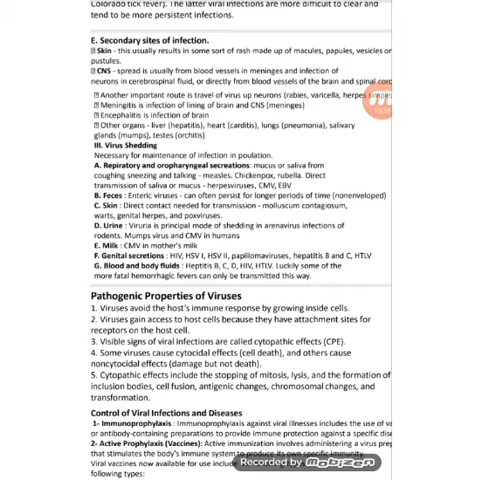 Colorado tick fever). The latter viral infections are more difficult to clear and
tend to be more persistent infections.
E. Secondary sites of infection.
Skin - this usually results in some sort of rash made up of macules, papules, vesicles or
pustules.
CNS - spread is usually from blood vessels in meninges and infection of
neurons in cerebrospinal fluid, or directly from blood vessels of the brain and spinal cord
Another important route is travel of virus up neurons (rabies, varicella, herpes simplex
Meningitis is infection of lining of brain and CNS (meninges)
Encephalitis is infection of brain
Other organs - liver (hepatitis), heart (carditis), lungs (pneumonia), salivary
glands (mumps), testes (orchitis)
III. Virus Shedding
Necessary for maintenance of infection in poulation.
A. Repiratory and oropharyngeal secretions: mucus or saliva from
coughing sneezing and talking - measles. Chickenpox, rubella. Direct
transmission of saliva or mucus - herpesviruses, CMV, EBV
B. Feces : Enteric viruses - can often persist for longer periods of time (nonenveloped)
C. Skin : Direct contact needed for transmission - molluscum contagiosum,
warts, genital herpes, and poxviruses.
D. Urine : Viruria is principal mode of shedding in arenavirus infections of
rodents. Mumps virus and CMV in humans
E. Milk : CMV in mother's milk
F. Genital secretions : HIV, HSV I, HSV II, papillomaviruses, hepatitis B and C, HTLV
G. Blood and body fluids : Heptitis B, C, D, HIV, HTLV. Luckily some of the
more fatal hemorrhagic fevers can only be transmitted this way.
Pathogenic Properties of Viruses
1. Viruses avoid the host's immune response by growing inside cells.
2. Viruses gain access to host cells because they have attachment sites for
receptors on the host cell.
3. Visible signs of viral infections are called cytopathic effects (CPE).
4. Some viruses cause cytocidal effects (cell death), and others cause
noncytocidal effects (damage but not death).
5. Cytopathic effects include the stopping of mitosis, lysis, and the formation of
inclusion bodies, cell fusion, antigenic changes, chromosomal changes, and
transformation.
Control of Viral Infections and Diseases
1- Immunoprophylaxis : Immunoprophylaxis against viral illnesses includes the use of va
or antibody-containing preparations to provide immune protection against a specific dise
2- Active Prophylaxis (Vaccines): Active immunization involves administering a virus prep
that stimulates the body's immune system to produce its own specific immunity.
Viral vaccines now available for use include
following types:
Recorded by mobizen